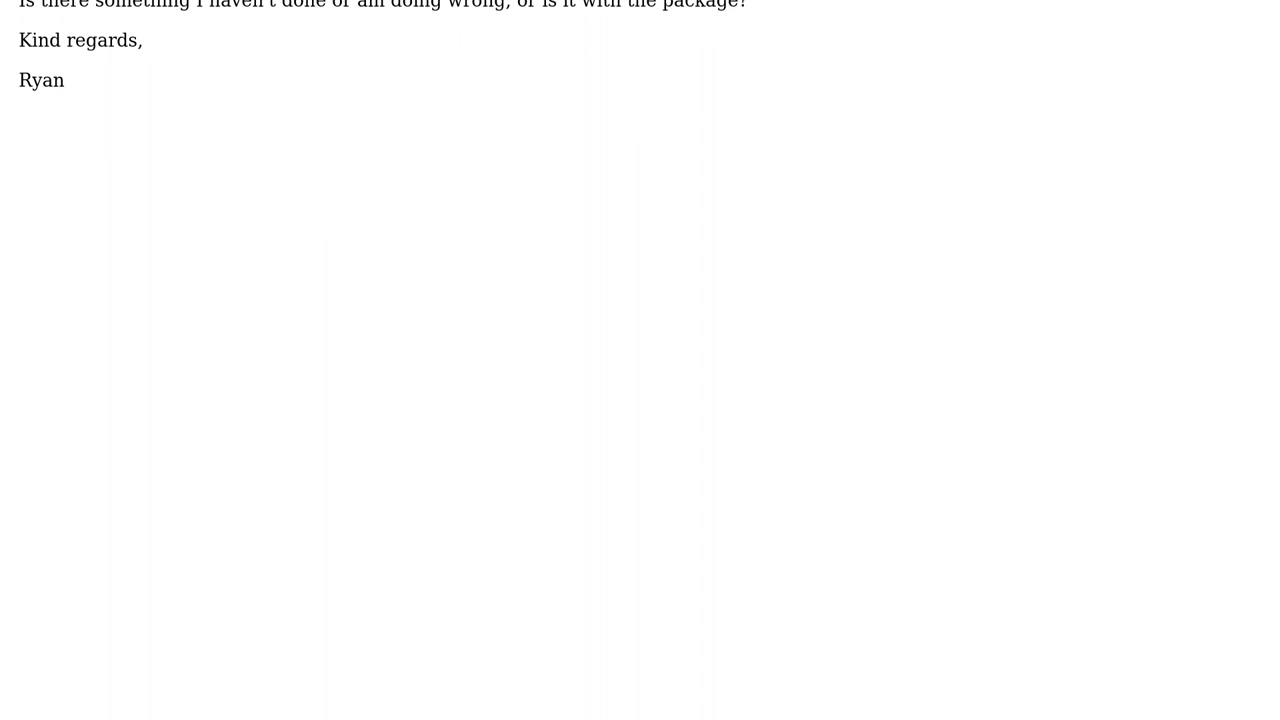 Is there something I haven't done or am doing wrong, or is it with the package?
Kind regards,
Ryan